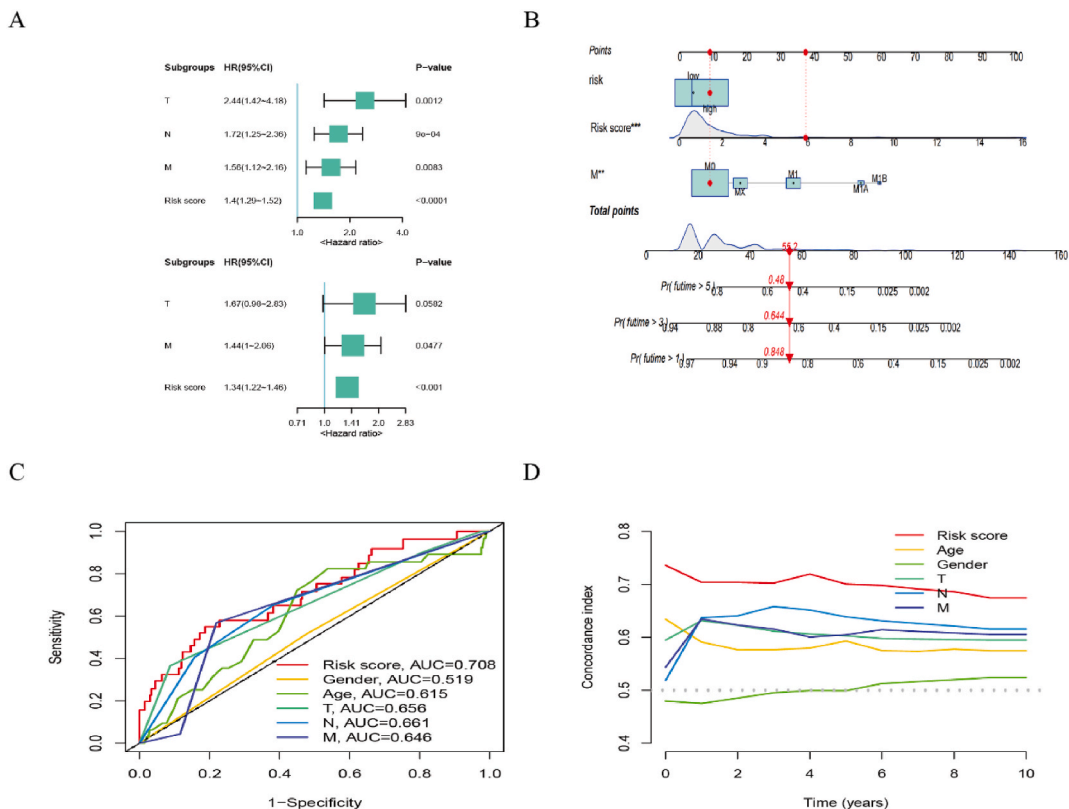 A
Subgroups HR(95%CI) P-value
T 2.44(1.42~4.18) 0.0012
N 1.72(1.25~2.36) 9e-04
M 1.56(1.12~2.16) 0.0083
Risk score 1.4(1.29~1.52) <0.0001
1.0 2.0 4.0
<Hazard ratio>
Subgroups HR(95%CI) P-value
T 1.67(0.98~2.83) 0.0582
M 1.44(1~2.06) 0.0477
Risk score 1.34(1.22~1.46) <0.001
0.71 1.0 1.41 2.0 2.83
<Hazard ratio>
B
Points
0 10 20 30 40 50 60 70 80 90 100
risk
low
high
Risk score***
0 2 4 6 8 10 12 14 16
M**
M0
MX
M1
M1A
M1B
Total points
0 20 40 60 80 100 120 140 160
55.2
Pr( futime > 5 )
0.48
0.8 0.6 0.4 0.15 0.025 0.002
Pr( futime > 3 )
0.644
0.94 0.88 0.8 0.6 0.4 0.15 0.025 0.002
Pr( futime > 1 )
0.848
0.97 0.94 0.9 0.8 0.6 0.4 0.15 0.025 0.002
C
Sensitivity
0.0 0.2 0.4 0.6 0.8 1.0
Risk score, AUC=0.708
Gender, AUC=0.519
Age, AUC=0.615
T, AUC=0.656
N, AUC=0.661
M, AUC=0.646
0.0 0.2 0.4 0.6 0.8 1.0
1−Specificity
D
Concordance index
0.4 0.5 0.6 0.7 0.8
Risk score
Age
Gender
T
N
M
0 2 4 6 8 10
Time (years)